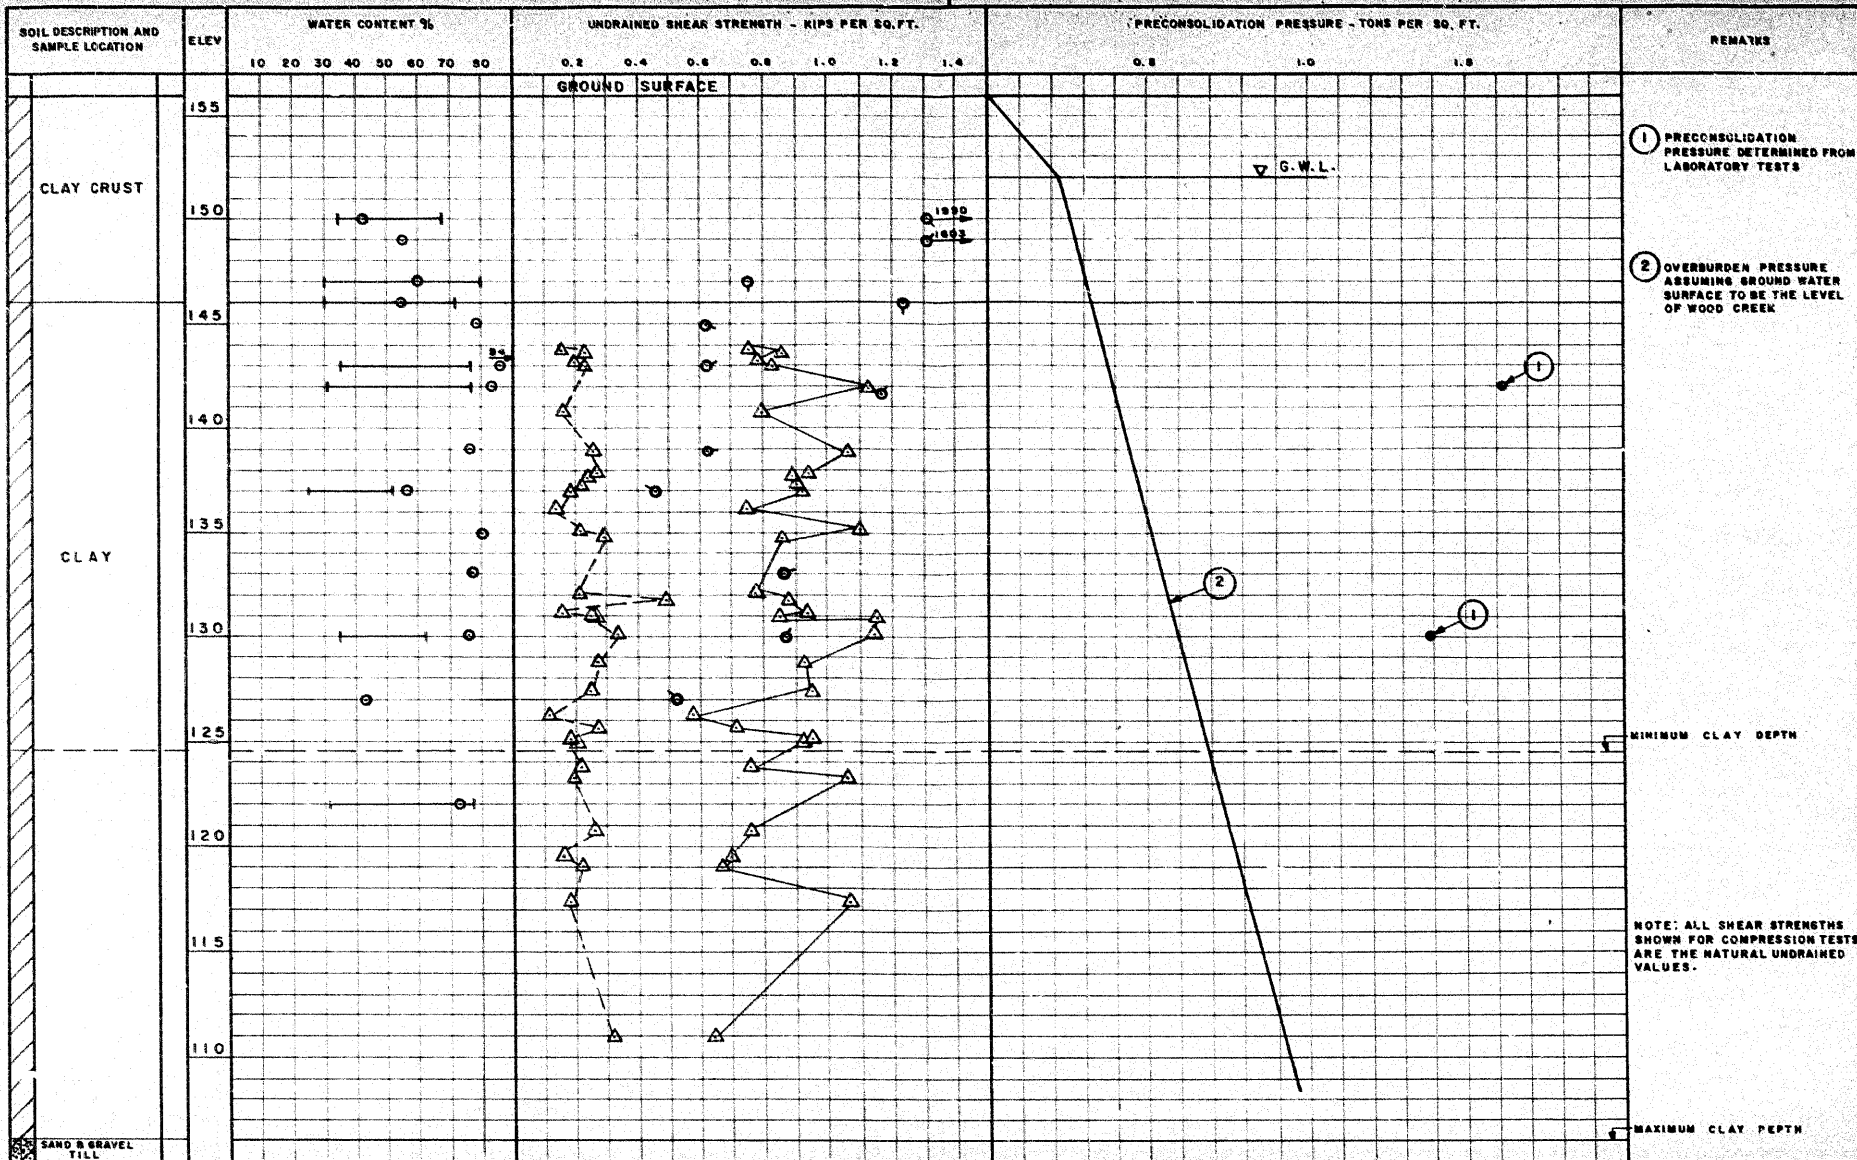 SOIL DESCRIPTION AND
SAMPLE LOCATION
ELEV
WATER CONTENT %
10 20 30 40 50 60 70 80
UNDRAINED SHEAR STRENGTH - KIPS PER SQ.FT.
0.2 0.4 0.6 0.8 1.0 1.2 1.4
PRECONSOLIDATION PRESSURE - TONS PER SQ. FT.
1.0
REMARKS
GROUND SURFACE
155
1 PRECONSOLIDATION
PRESSURE DETERMINED FROM
LABORATORY TESTS
G.W.L.
CLAY CRUST
150
1990
1603
2 OVERBURDEN PRESSURE
ASSUMING GROUND WATER
SURFACE TO BE THE LEVEL
OF WOOD CREEK
145
1
140
135
CLAY
2
1
130
125
MINIMUM CLAY DEPTH
120
115
NOTE: ALL SHEAR STRENGTHS
SHOWN FOR COMPRESSION TESTS
ARE THE NATURAL UNDRAINED
VALUES.
110
MAXIMUM CLAY DEPTH
SAND & GRAVEL
TILL